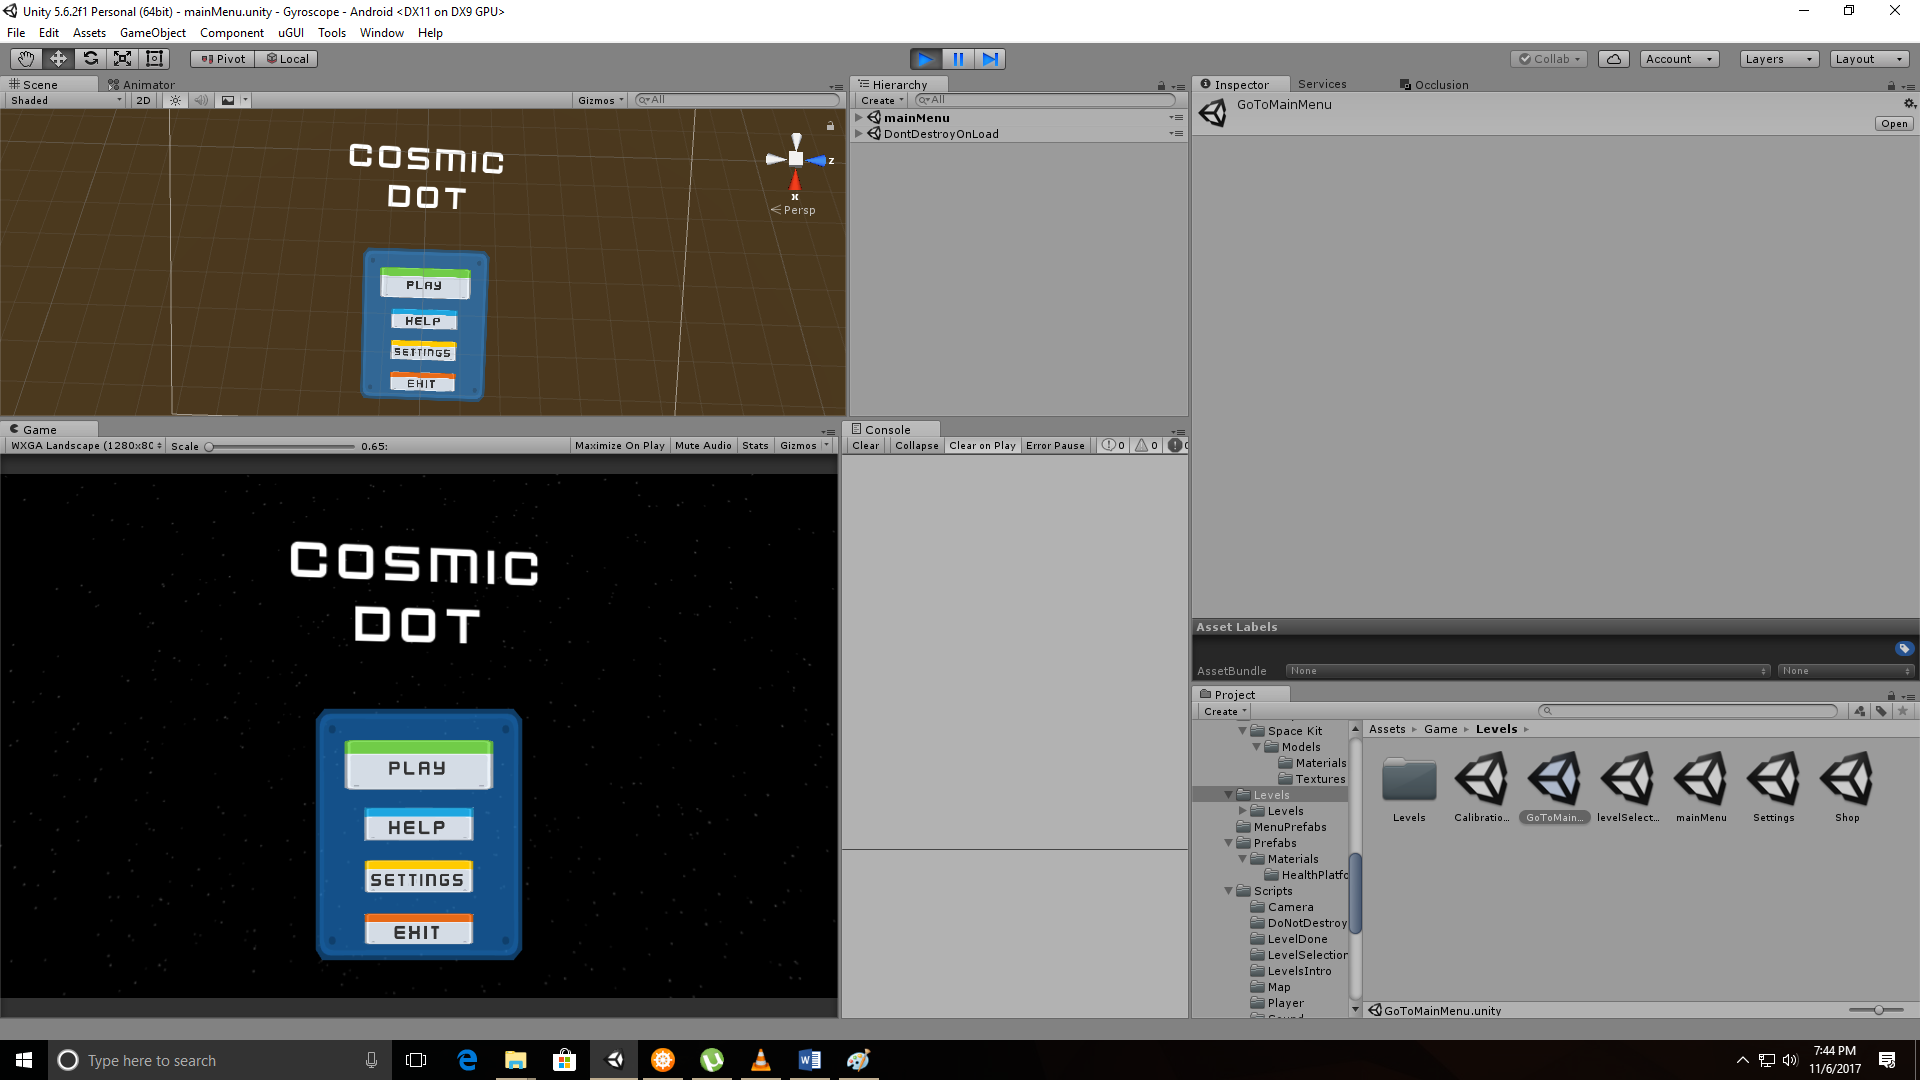 Unity 5.6.2f1 Personal (64bit) - mainMenu.unity - Gyroscope - Android <DX11 on DX9 GPU>
File Edit Assets GameObject Component uGUI Tools Window Help
Pivot Local Collab Account Layers Layout
Scene Animator
Shaded 2D Gizmos All
COSMIC
DOT
PLAY
HELP
SETTINGS
EXIT
z
x
Persp
Hierarchy
Create All
mainMenu
DontDestroyOnLoad
Inspector Services Occlusion
GoToMainMenu
Open
Game
WXGA Landscape (1280x80 Scale 0.65: Maximize On Play Mute Audio Stats Gizmos
COSMIC
DOT
PLAY
HELP
SETTINGS
EXIT
Console
Clear Collapse Clear on Play Error Pause 0 0 0
Asset Labels
AssetBundle None None
Project
Create
Space Kit
Models
Materials
Textures
Levels
Levels
MenuPrefabs
Prefabs
Materials
HealthPlatfo
Scripts
Camera
DoNotDestroy
LevelDone
LevelSelection
LevelsIntro
Map
Player
Sound
Assets Game Levels
Levels Calibratio... GoToMain... levelSelect... mainMenu Settings Shop
GoToMainMenu.unity
Type here to search
7:44 PM
11/6/2017